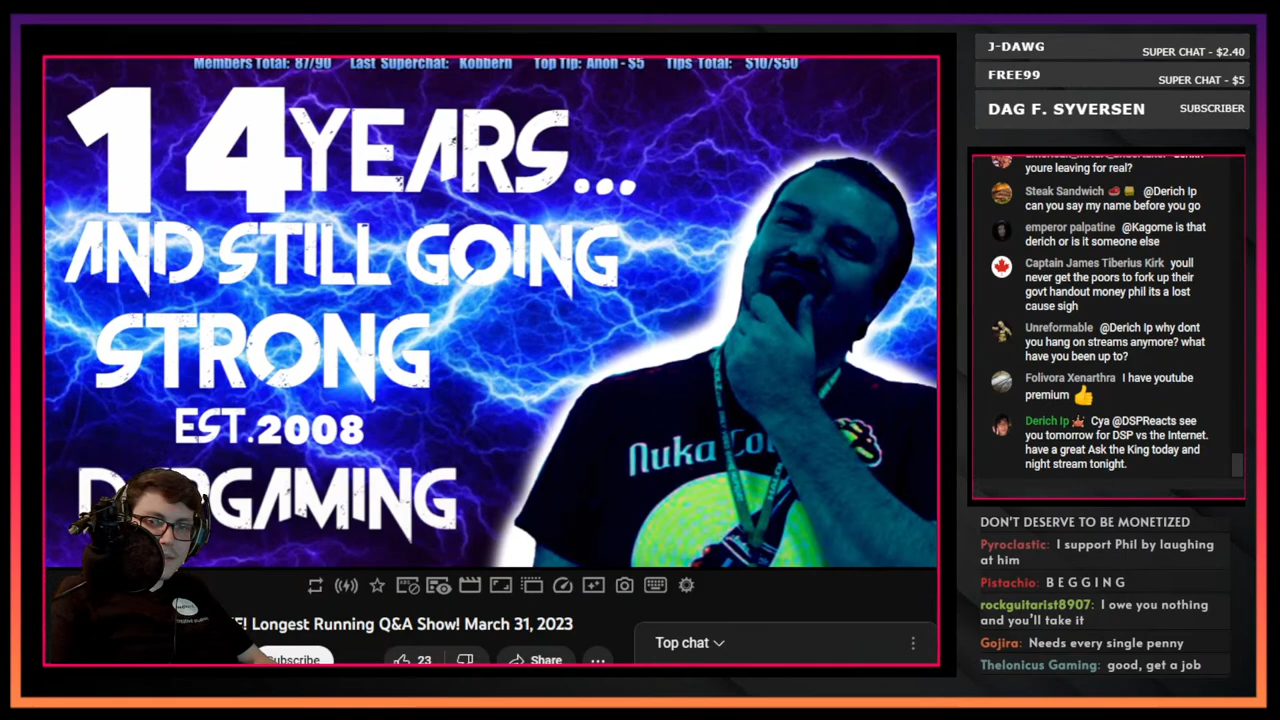 Members Total: 87/90 Last Superchat: Kobbern Top Tip: Anon - $5 Tips Total: $10/$50
14 YEARS...
AND STILL GOING
STRONG
EST.2008
GAMING
Nuka Co
! Longest Running Q&A Show! March 31, 2023
Subscribe
23
Share
...
Top chat
J-DAWG
SUPER CHAT - $2.40
FREE99
SUPER CHAT - $5
DAG F. SYVERSEN
SUBSCRIBER
youre leaving for real?
Steak Sandwich @Derich Ip
can you say my name before you
go
emperor palpatine @Kagome is that
derich or is it someone else
Captain James Tiberius Kirk youll
never get the poors to fork up their
govt handout money phil its a lost
cause sigh
Unreformable @Derich Ip why dont
you hang on streams anymore? what
have you been up to?
Folivora Xenarthra I have youtube
premium
Derich Ip Cya @DSPReacts see
you tomorrow for DSP vs the Internet.
have a great Ask the King today and
night stream tonight.
DON'T DESERVE TO BE MONETIZED
Pyroclastic: I support Phil by laughing
at him
Pistachio: B E G G I N G
rockguitarist8907: I owe you nothing
and you'll take it
Gojira: Needs every single penny
Thelonicus Gaming: good, get a job